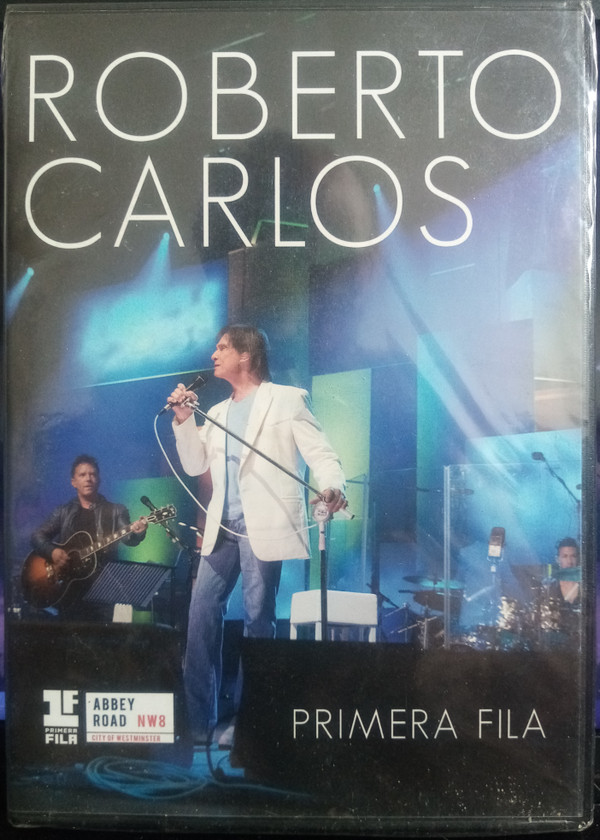 ROBERTO
CARLOS
1F
PRIMERA
FILA
ABBEY
ROAD NW8
CITY OF WESTMINSTER
PRIMERA FILA